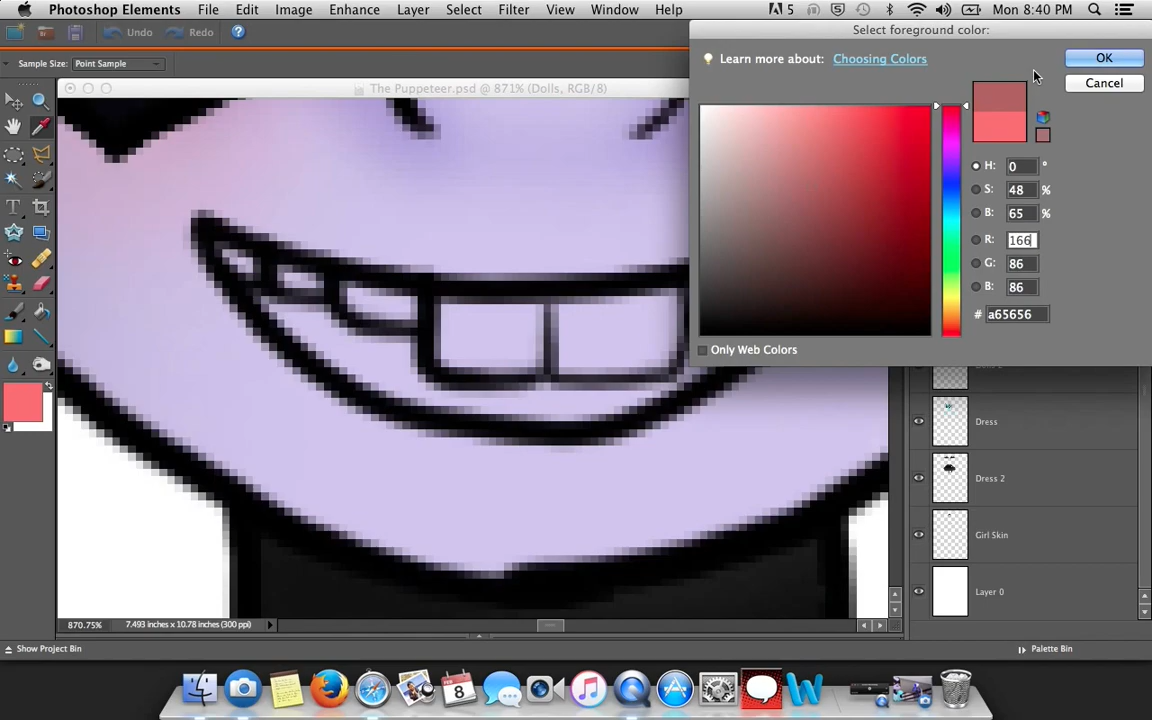 Photoshop Elements File Edit Image Enhance Layer Select Filter View Window Help 5 Mon 8:40 PM
Select foreground color:
Undo Redo ?
Learn more about: Choosing Colors OK
Sample Size: Point Sample
Cancel
The Puppeteer.psd @ 871% (Dolls, RGB/8)
H: 0 °
S: 48 %
B: 65 %
R: 166
G: 86
B: 86
# a65656
Only Web Colors
Dress
Dress 2
Girl Skin
Layer 0
870.75% 7.493 inches x 10.78 inches (300 ppi)
Show Project Bin Palette Bin
FEB
8
W